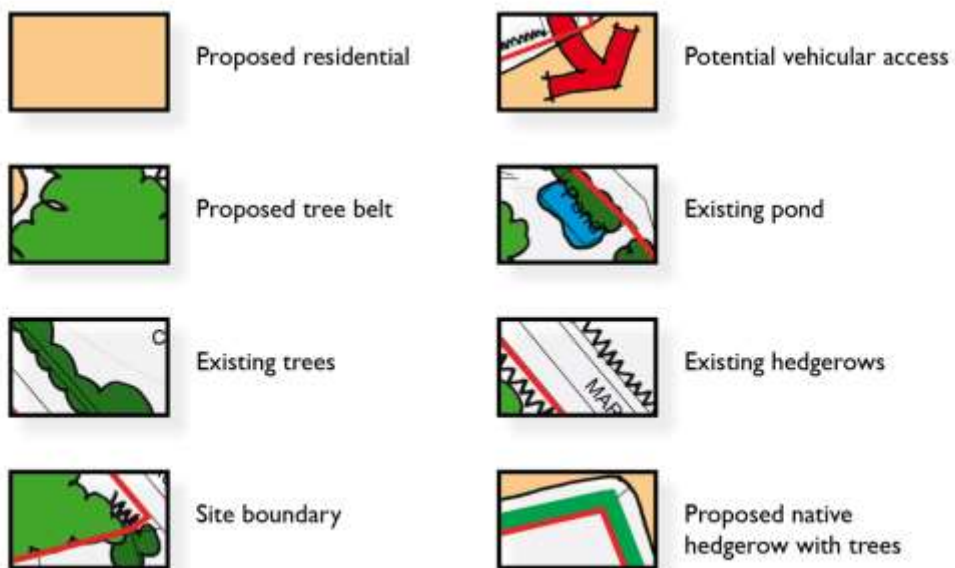 Proposed residential
Potential vehicular access
Proposed tree belt
Existing pond
Existing trees
C
Existing hedgerows
MAR
Site boundary
Proposed native
hedgerow with trees